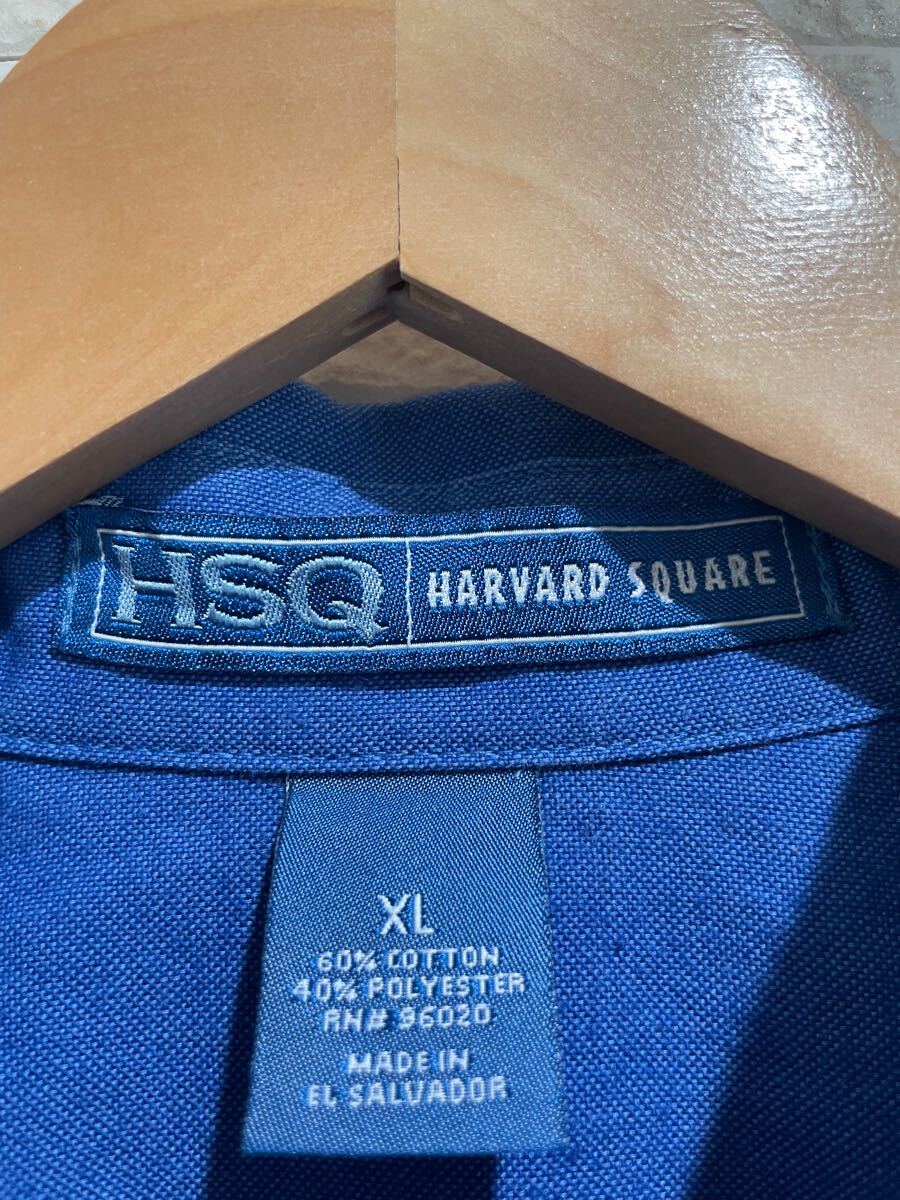 HSQ HARVARD SQUARE
XL
60% COTTON
40% POLYESTER
RN# 36020
MADE IN
EL SALVADOR